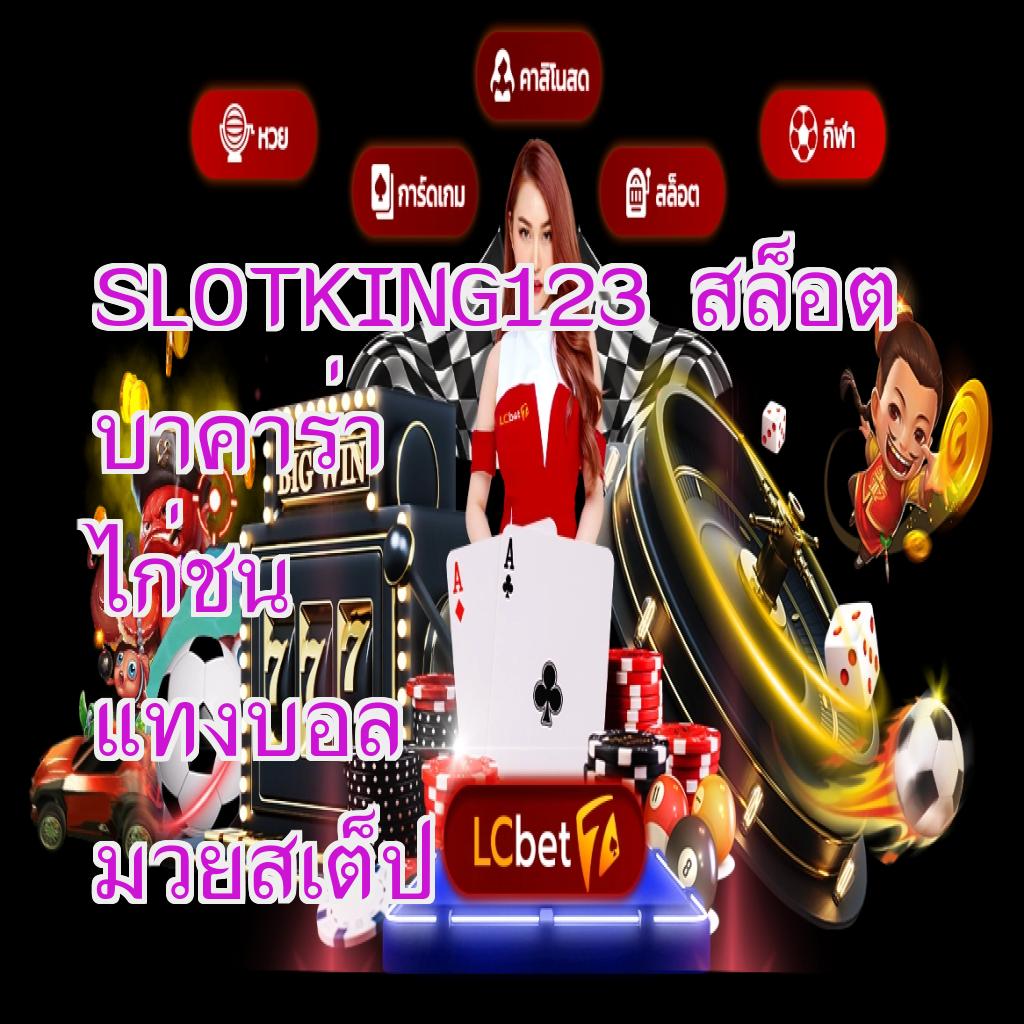 คาสิโนสด
หวย
กีฬา
การ์ดเกม
สล็อต
SLOTKING123 สล็อต
บาคาร่า
ไก่ชน
แทงบอล
มวยสเต็ป
LCbet
BIG WIN
777
A
A
LCbet
11
8
G